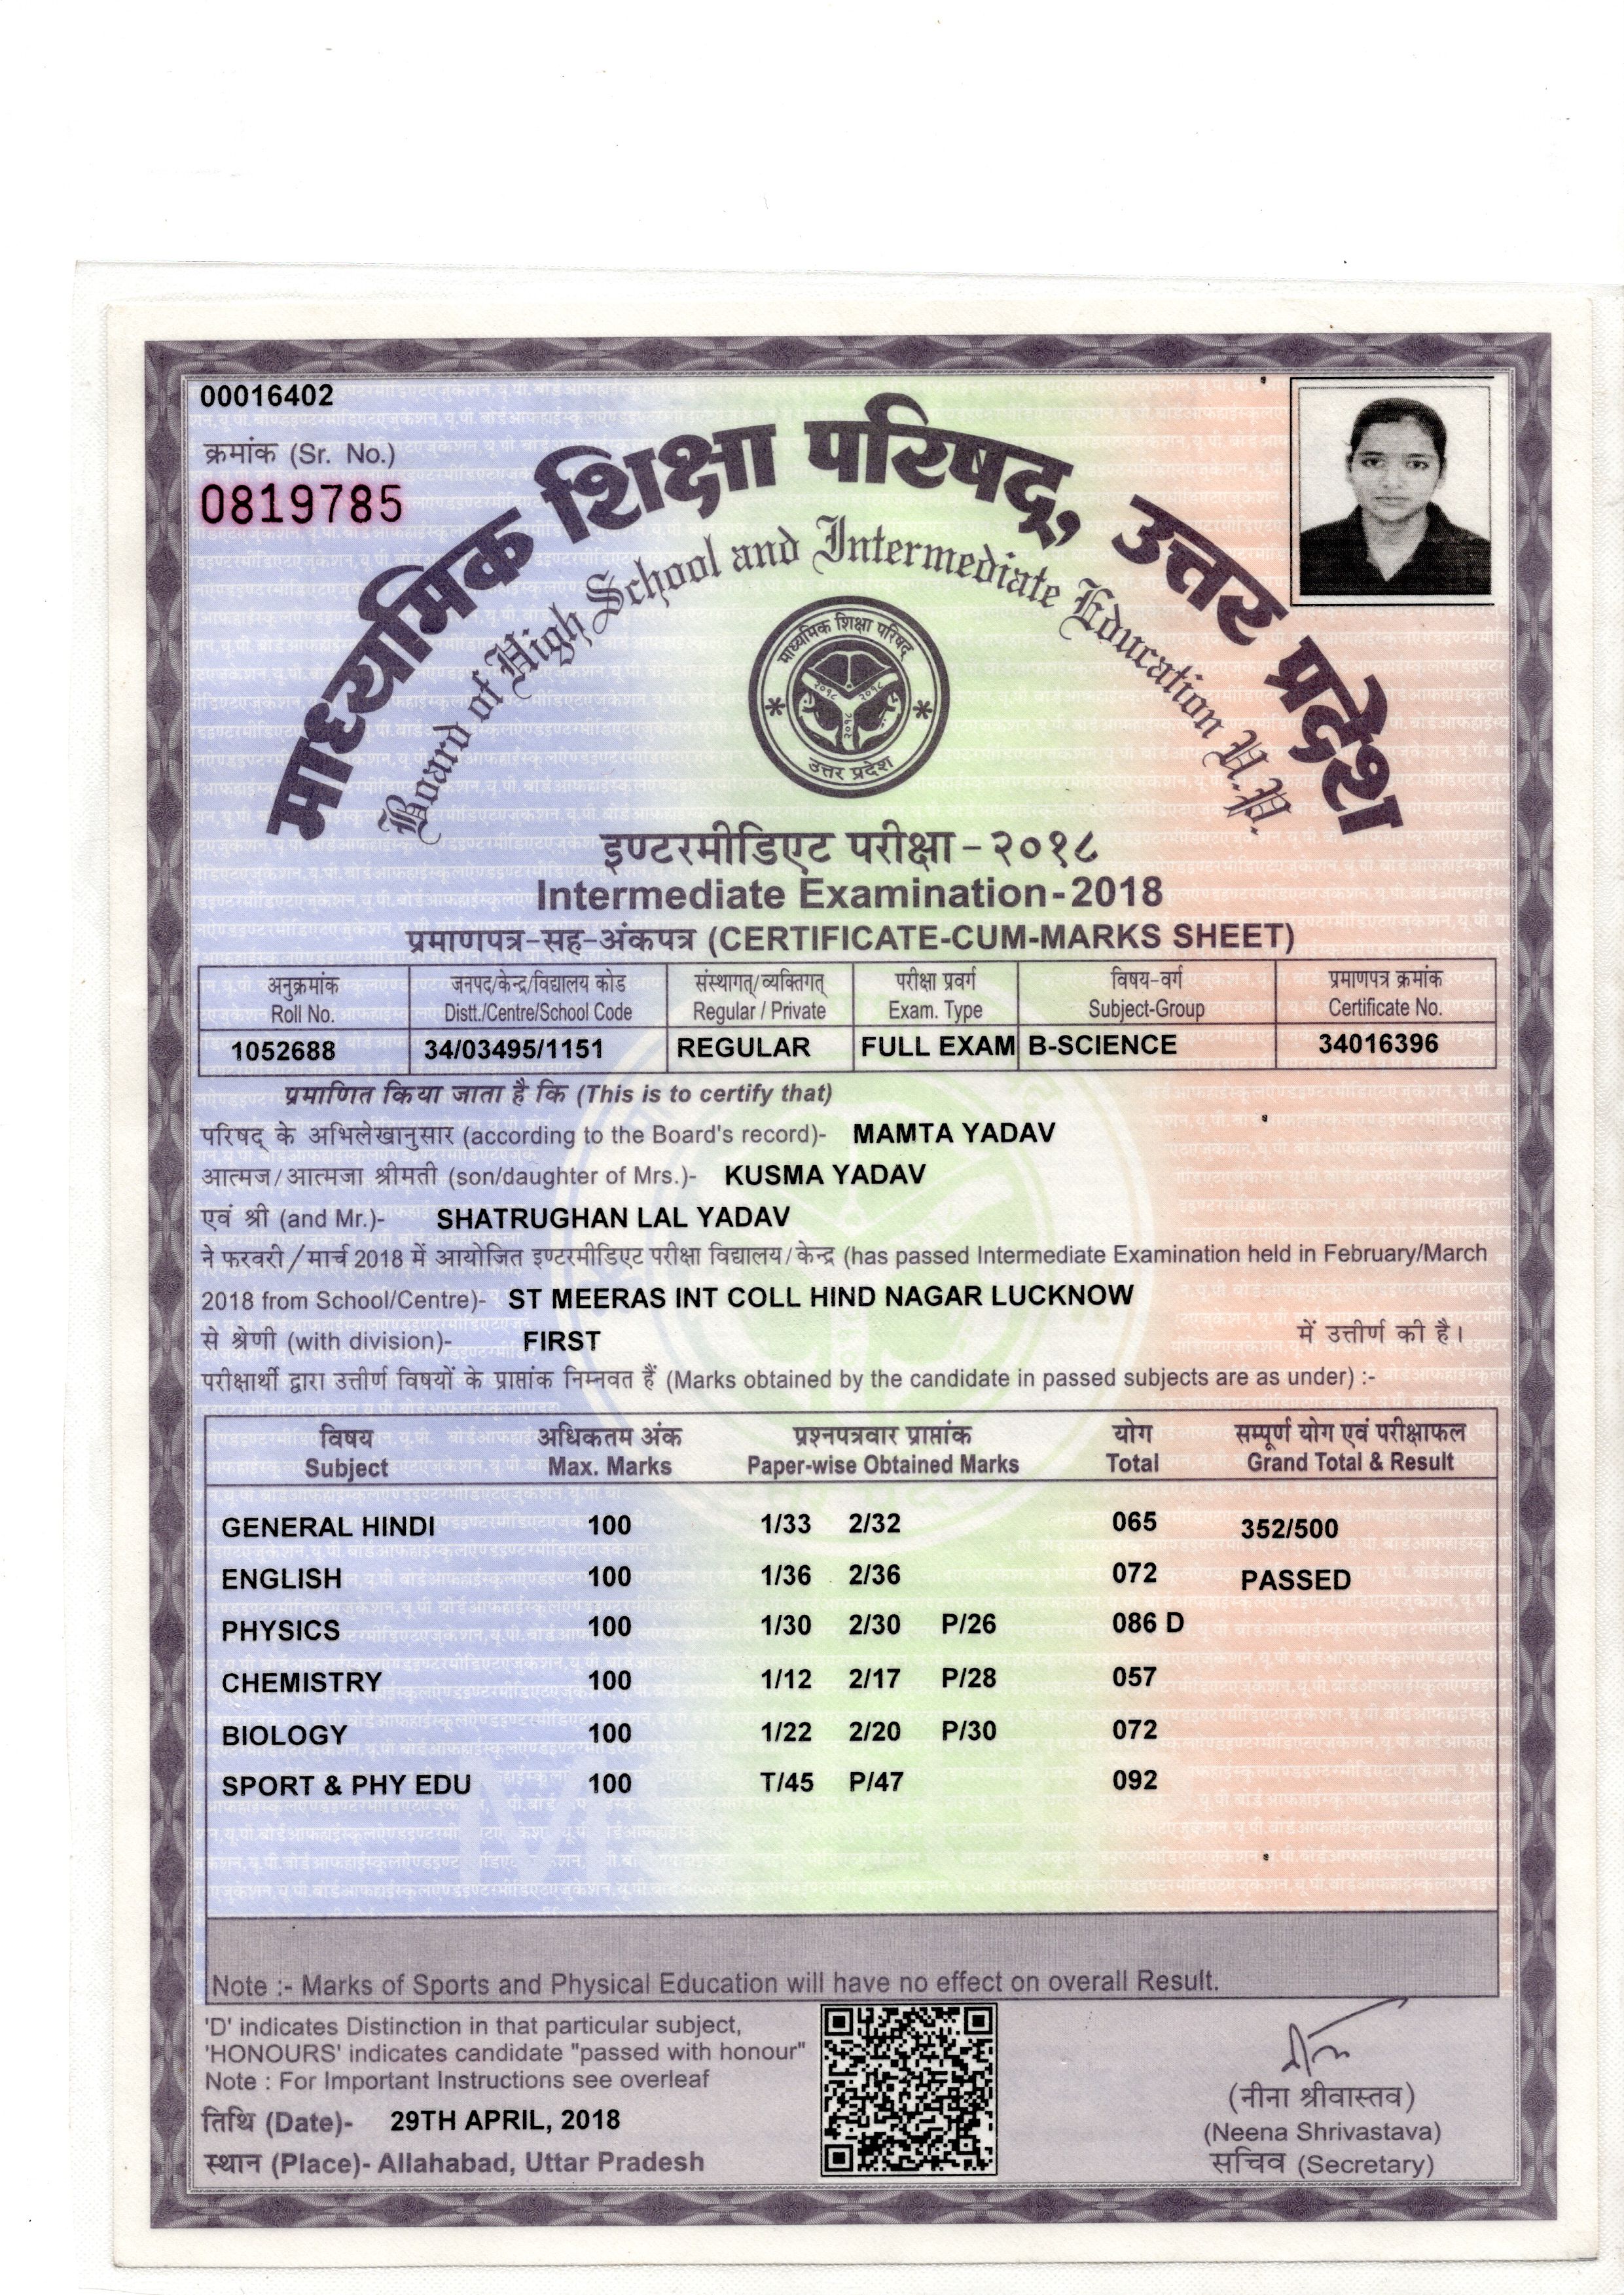 00016402
क्रमांक (Sr. No.)
0819785
माध्यमिक शिक्षा परिषद्, उत्तर प्रदेश
Board of High School and Intermediate Education U.P.
माध्यमिक शिक्षा परिषद्
२०१८ २०१८
२०१८
उत्तर प्रदेश
इण्टरमीडिएट परीक्षा - २०१८
Intermediate Examination - 2018
प्रमाणपत्र-सह-अंकपत्र (CERTIFICATE-CUM-MARKS SHEET)
अनुक्रमांक जनपद/केन्द्र/विद्यालय कोड संस्थागत्/व्यक्तिगत् परीक्षा प्रवर्ग विषय-वर्ग प्रमाणपत्र क्रमांक
Roll No. Distt./Centre/School Code Regular / Private Exam. Type Subject-Group Certificate No.
1052688 34/03495/1151 REGULAR FULL EXAM B-SCIENCE 34016396
प्रमाणित किया जाता है कि (This is to certify that)
परिषद् के अभिलेखानुसार (according to the Board's record)- MAMTA YADAV
आत्मज/आत्मजा श्रीमती (son/daughter of Mrs.)- KUSMA YADAV
एवं श्री (and Mr.)- SHATRUGHAN LAL YADAV
ने फरवरी/मार्च 2018 में आयोजित इण्टरमीडिएट परीक्षा विद्यालय/केन्द्र (has passed Intermediate Examination held in February/March
2018 from School/Centre)- ST MEERAS INT COLL HIND NAGAR LUCKNOW
से श्रेणी (with division)- FIRST में उत्तीर्ण की है।
परीक्षार्थी द्वारा उत्तीर्ण विषयों के प्राप्तांक निम्नवत हैं (Marks obtained by the candidate in passed subjects are as under) :-
विषय अधिकतम अंक प्रश्नपत्रवार प्राप्तांक योग सम्पूर्ण योग एवं परीक्षाफल
Subject Max. Marks Paper-wise Obtained Marks Total Grand Total & Result
GENERAL HINDI 100 1/33 2/32 065 352/500
ENGLISH 100 1/36 2/36 072 PASSED
PHYSICS 100 1/30 2/30 P/26 086 D
CHEMISTRY 100 1/12 2/17 P/28 057
BIOLOGY 100 1/22 2/20 P/30 072
SPORT & PHY EDU 100 T/45 P/47 092
Note :- Marks of Sports and Physical Education will have no effect on overall Result.
'D' indicates Distinction in that particular subject,
'HONOURS' indicates candidate "passed with honour"
Note : For Important Instructions see overleaf
तिथि (Date)- 29TH APRIL, 2018
स्थान (Place)- Allahabad, Uttar Pradesh
(नीना श्रीवास्तव)
(Neena Shrivastava)
सचिव (Secretary)